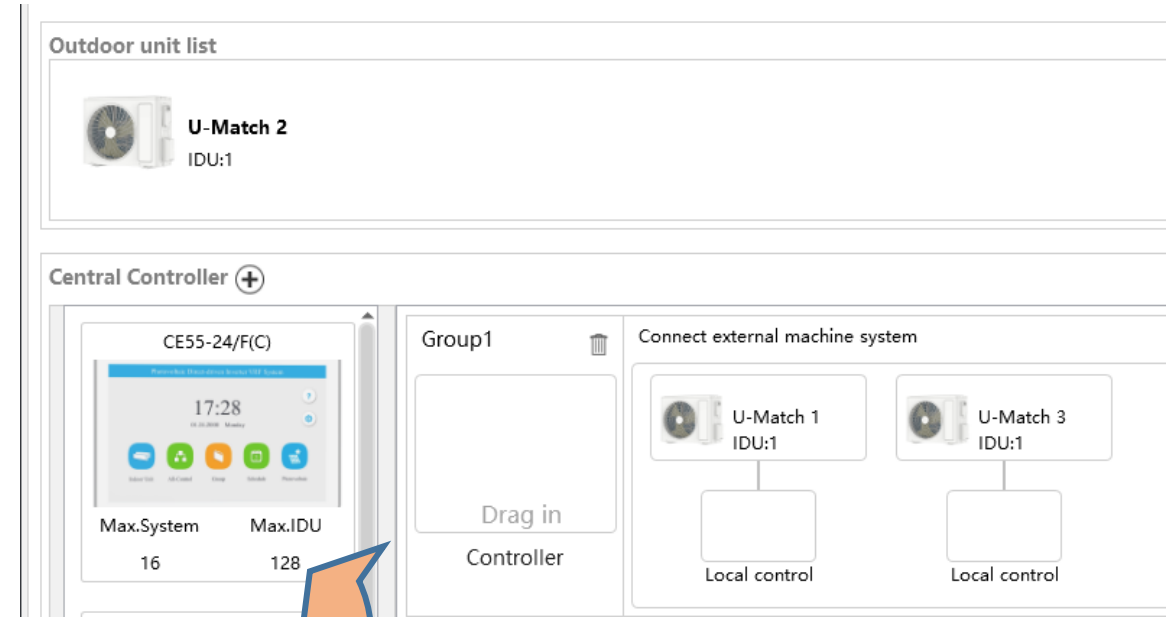 Outdoor unit list
U-Match 2
IDU:1
Central Controller
CE55-24/F(C)
17:28
Max.System Max.IDU
16 128
Group1
Drag in
Controller
Connect external machine system
U-Match 1
IDU:1
U-Match 3
IDU:1
Local control
Local control